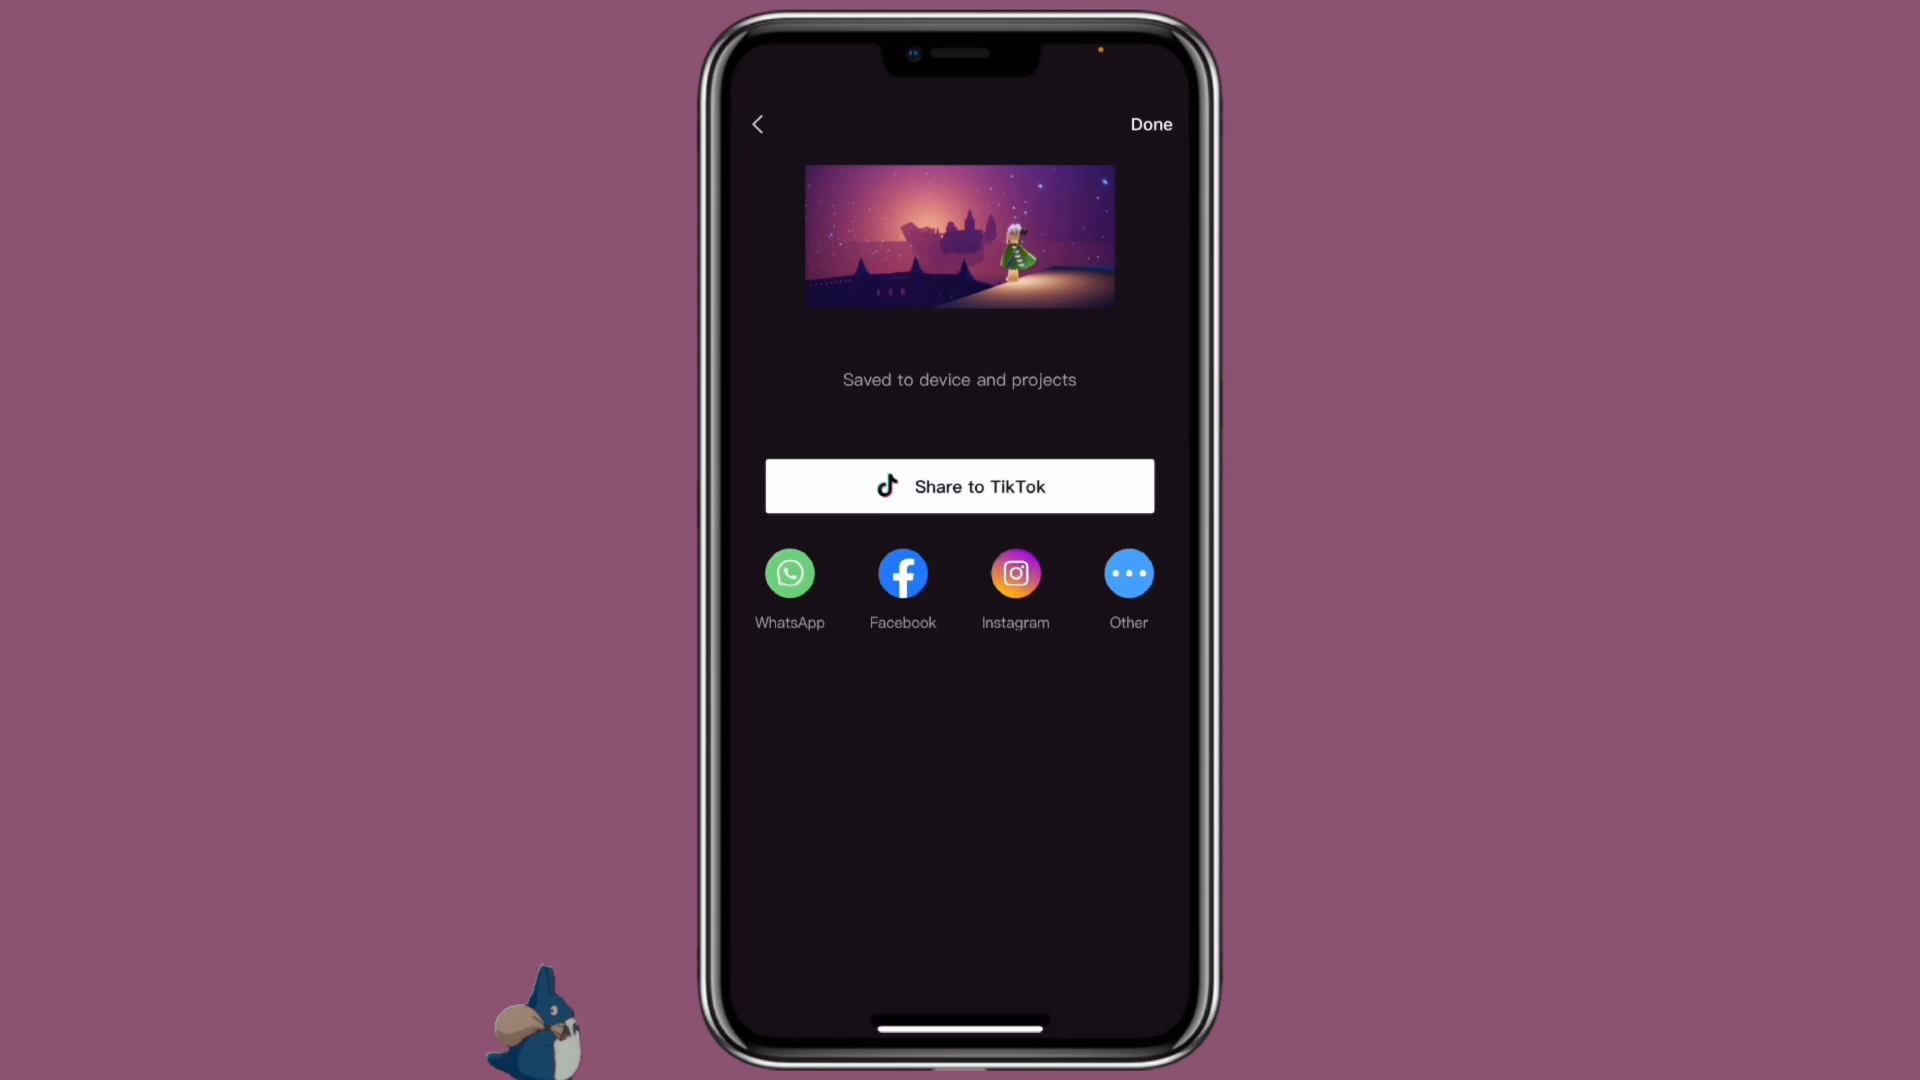 Done
Saved to device and projects
Share to TikTok
WhatsApp Facebook Instagram Other